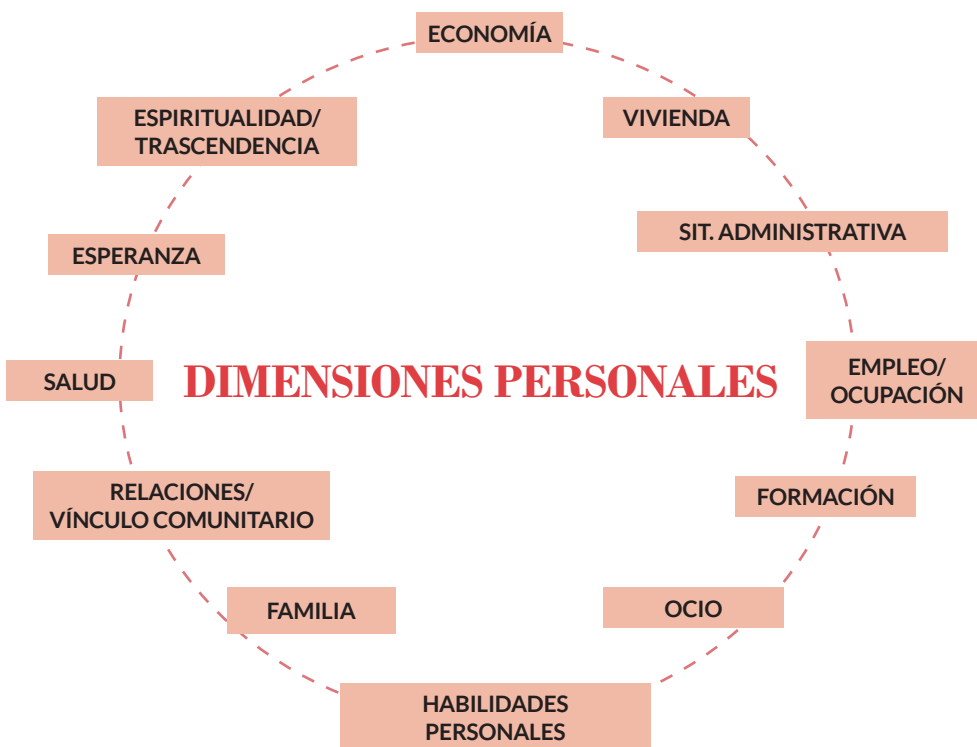 ECONOMÍA
ESPIRITUALIDAD/
TRASCENDENCIA
VIVIENDA
SIT. ADMINISTRATIVA
ESPERANZA
SALUD
DIMENSIONES PERSONALES
EMPLEO/
OCUPACIÓN
RELACIONES/
VÍNCULO COMUNITARIO
FORMACIÓN
FAMILIA
OCIO
HABILIDADES
PERSONALES